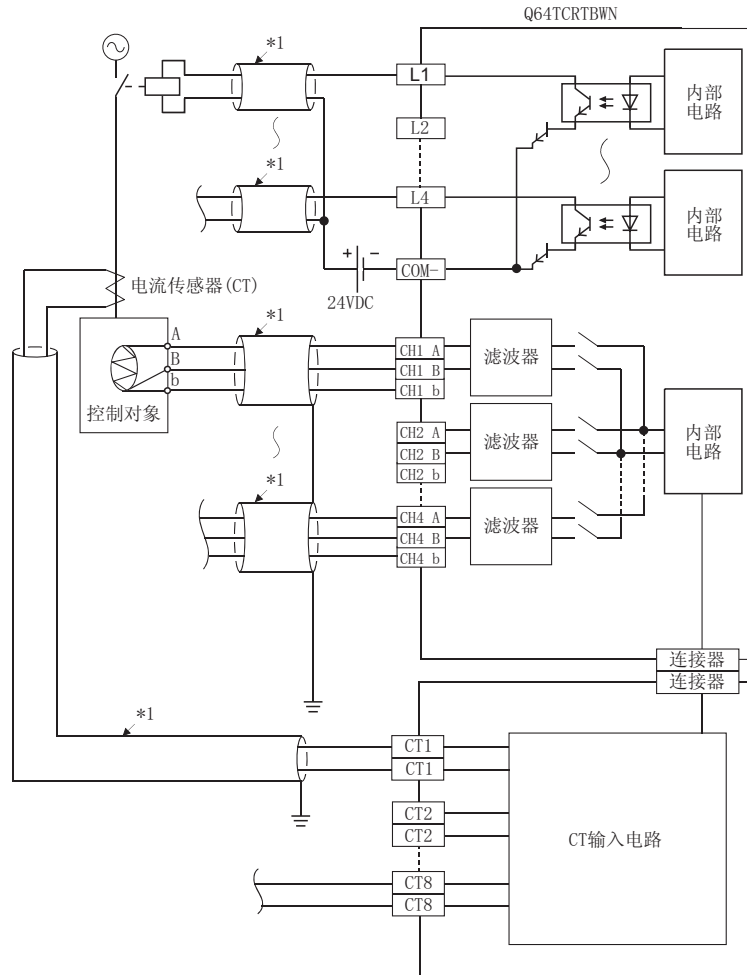 Q64TCRTBWN
*1
L1
内部
电路
L2
*1
L4
内部
电路
+ -
COM-
24VDC
电流传感器(CT)
*1
A
B
b
控制对象
CH1 A
CH1 B
CH1 b
滤波器
CH2 A
CH2 B
CH2 b
滤波器
内部
电路
*1
CH4 A
CH4 B
CH4 b
滤波器
连接器
连接器
*1
CT1
CT1
CT2
CT2
CT输入电路
CT8
CT8